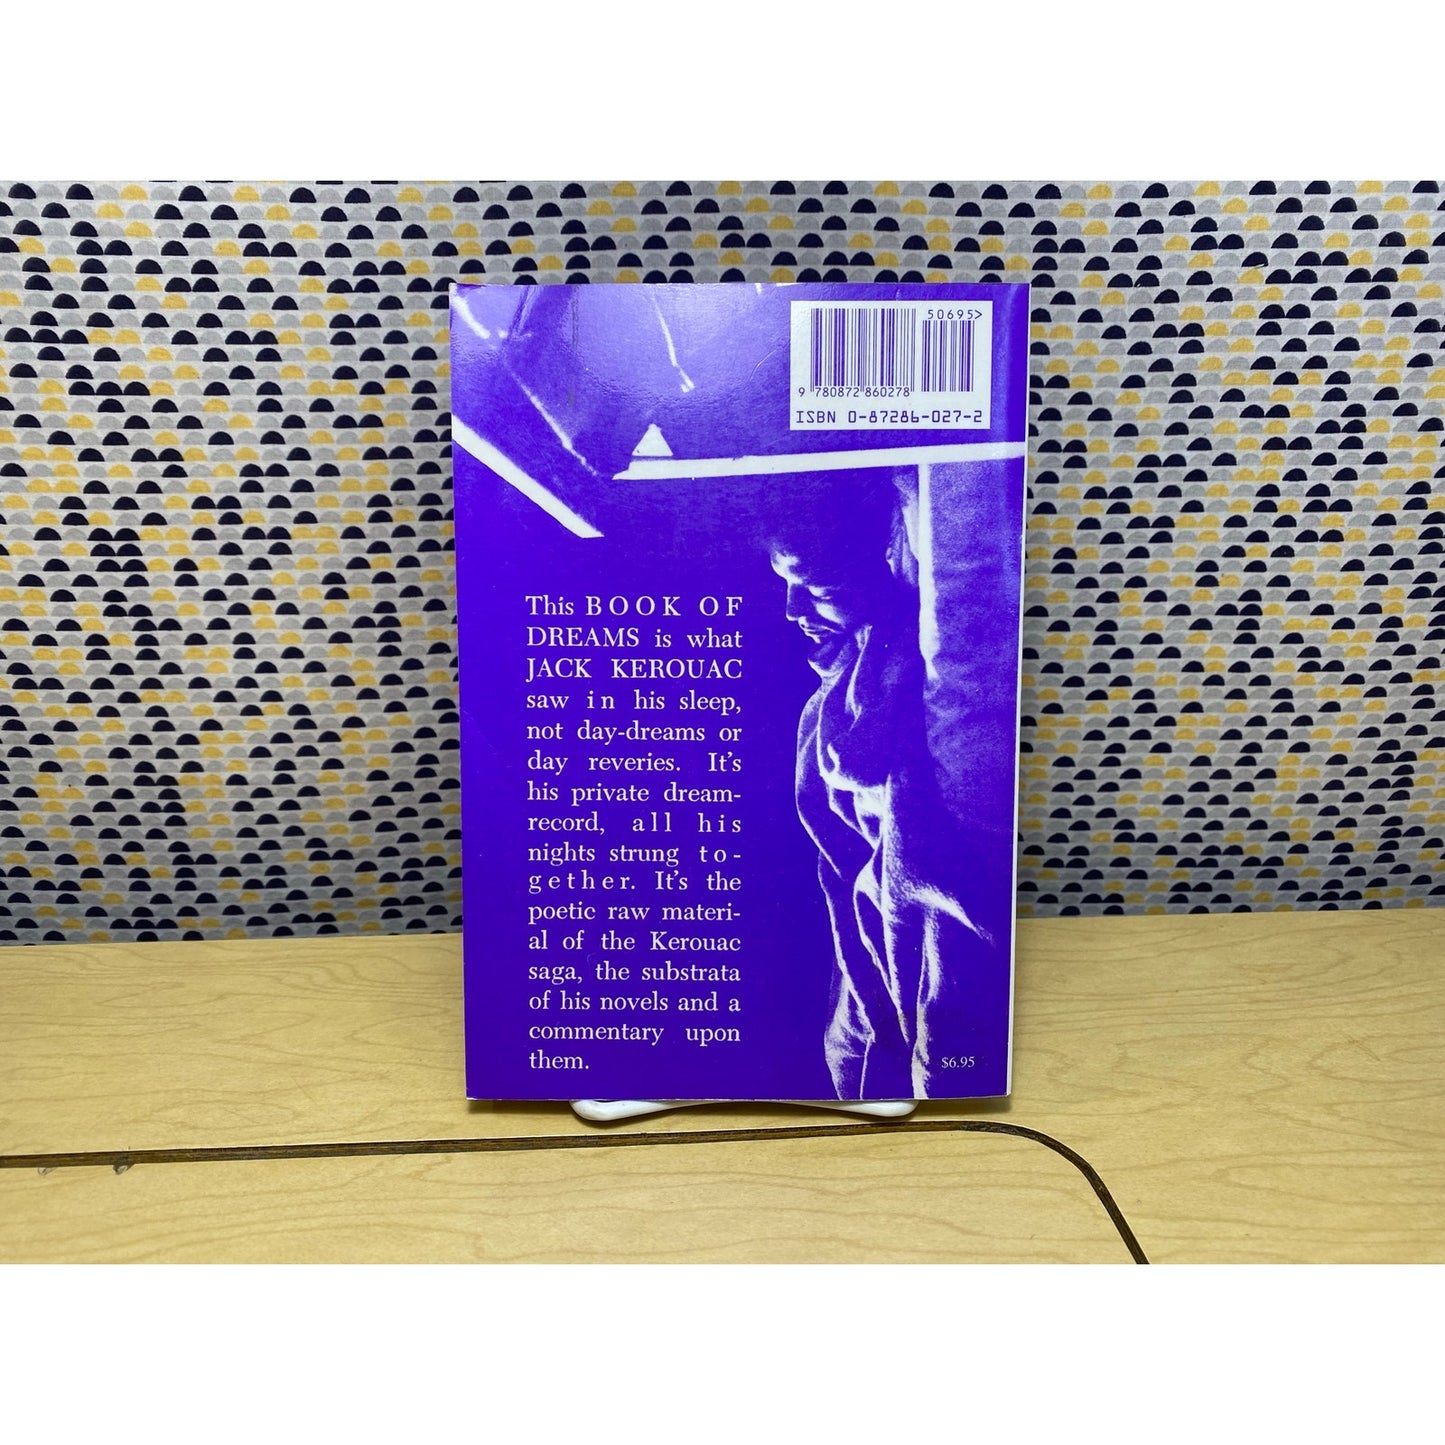 50695>
9 780872 860278
ISBN 0-87286-027-2
This BOOK OF
DREAMS is what
JACK KEROUAC
saw in his sleep,
not day-dreams or
day reveries. It's
his private dream-
record, all his
nights strung to-
gether. It's the
poetic raw materi-
al of the Kerouac
saga, the substrata
of his novels and a
commentary upon
them.
$6.95